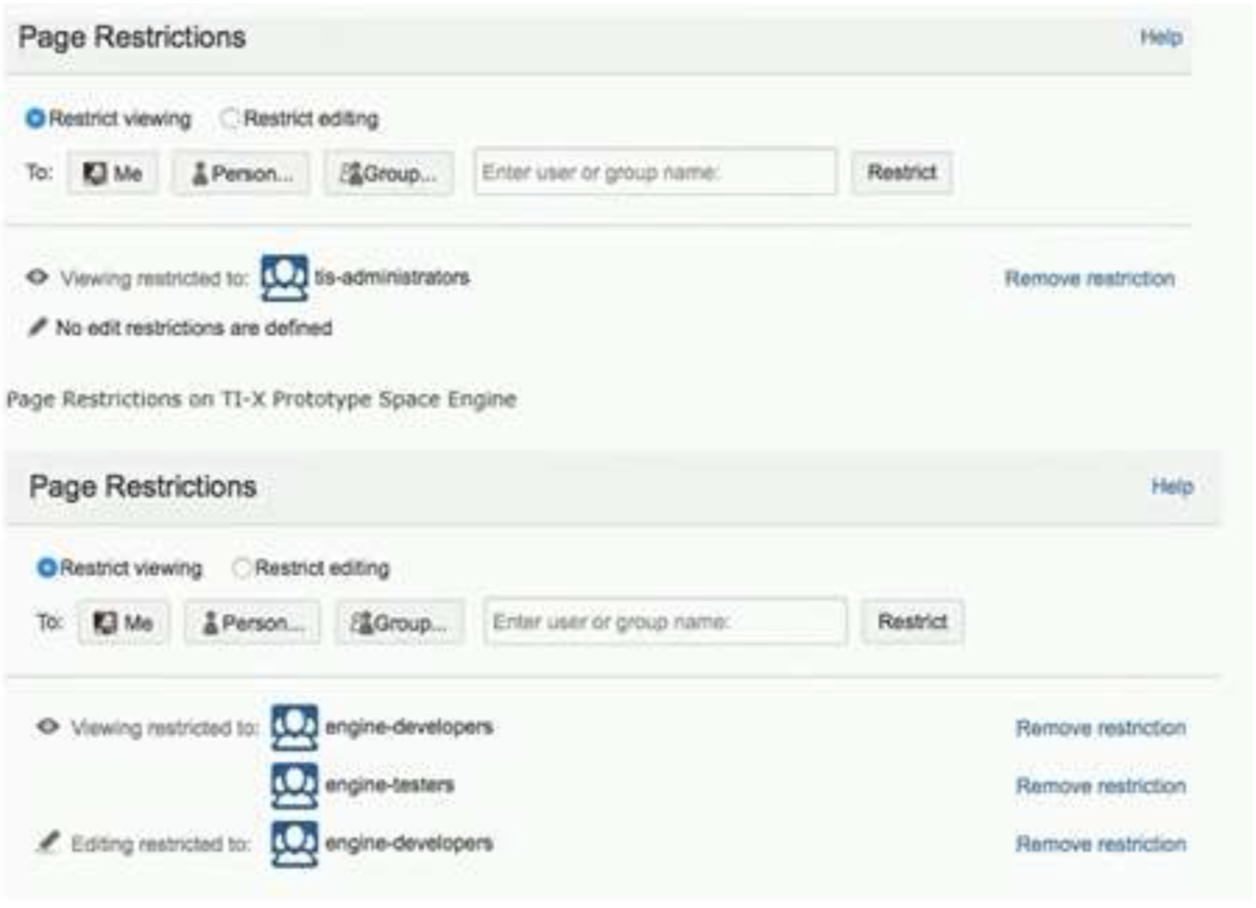 Page Restrictions Help
Restrict viewing Restrict editing
To: Me Person... Group... Enter user or group name: Restrict
Viewing restricted to: tis-administrators Remove restriction
No edit restrictions are defined
Page Restrictions on TI-X Prototype Space Engine
Page Restrictions Help
Restrict viewing Restrict editing
To: Me Person... Group... Enter user or group name: Restrict
Viewing restricted to: engine-developers Remove restriction
engine-testers Remove restriction
Editing restricted to: engine-developers Remove restriction